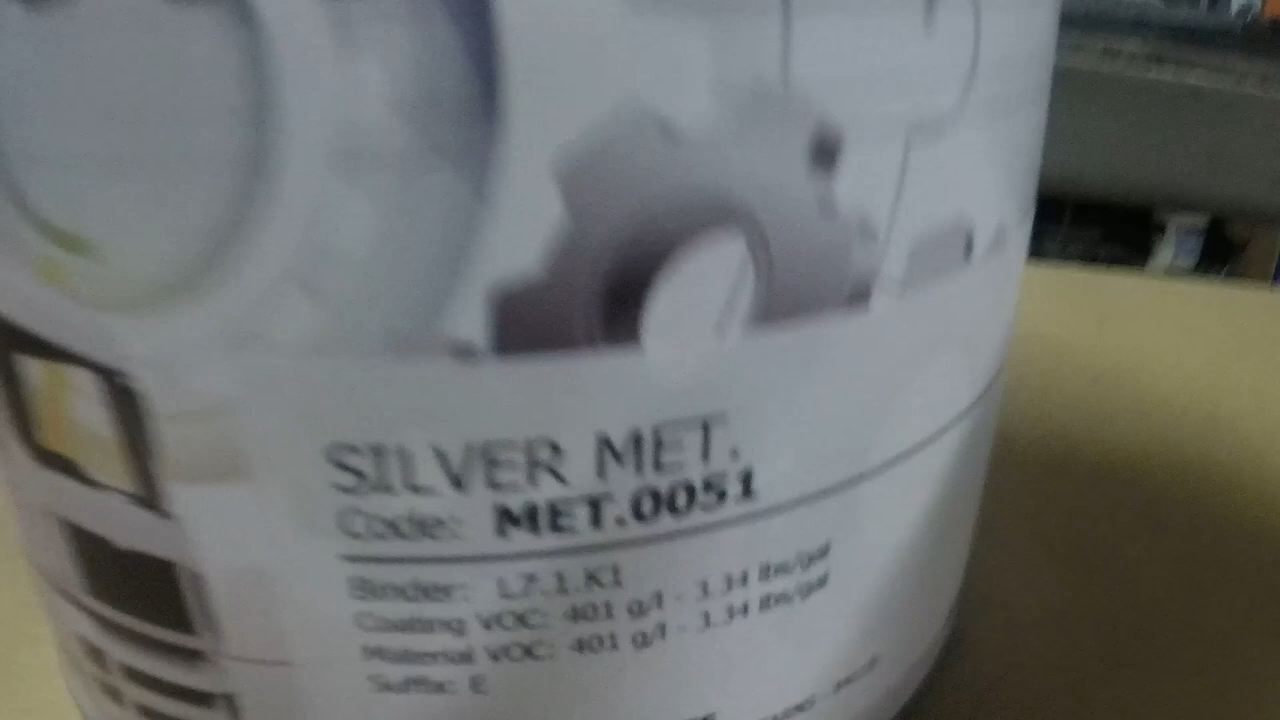 SILVER MET.
Code: MET.0051
Binder: LZ.1.K1
Coating VOC: 401 g/l - 3.34 lbs/gal
Material VOC: 401 g/l - 3.34 lbs/gal
Suffix: E